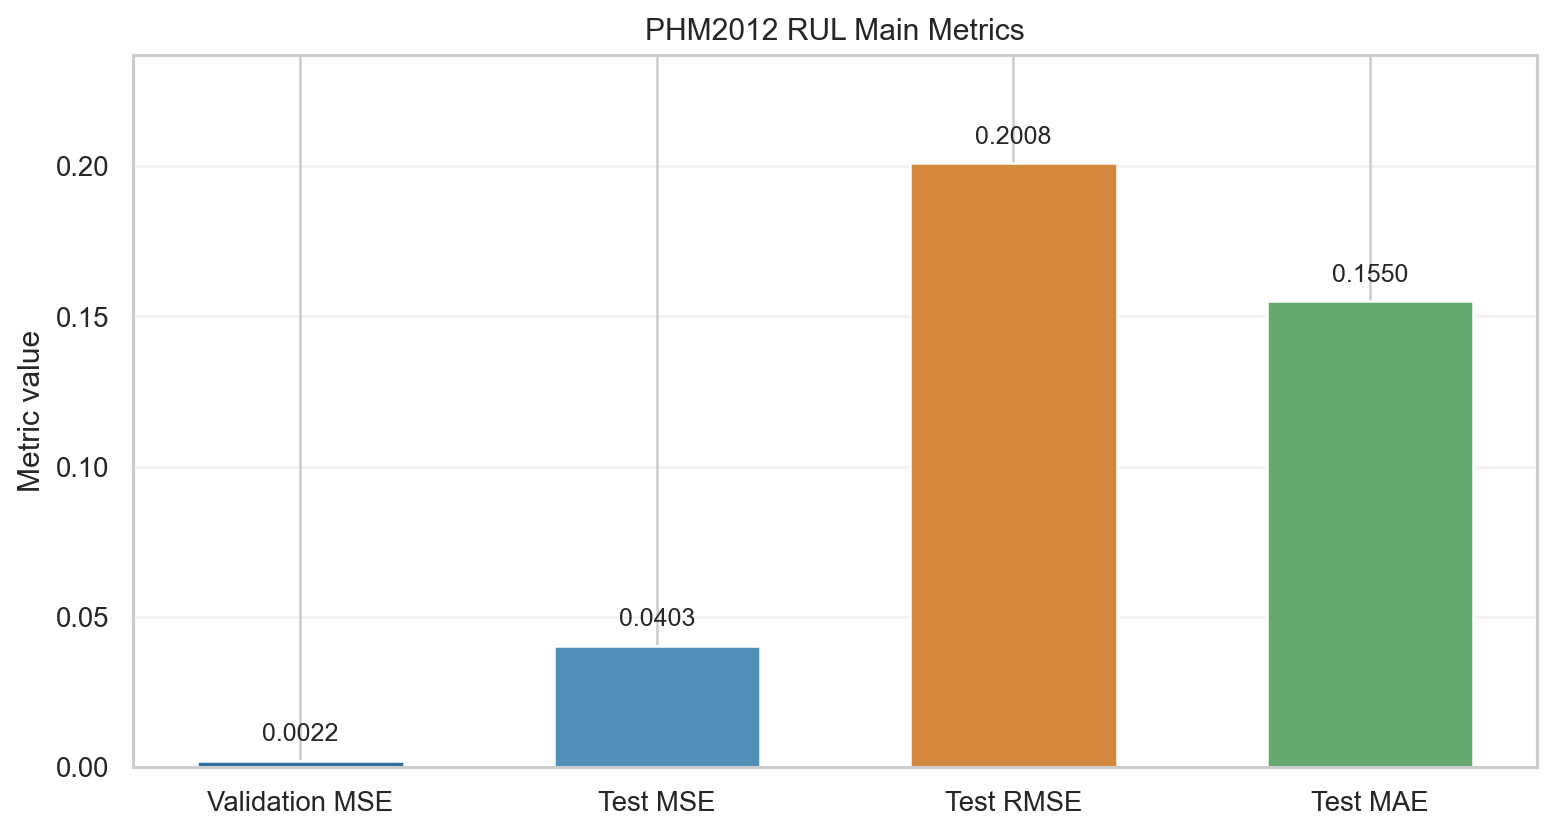 PHM2012 RUL Main Metrics
Metric value
0.20
0.15
0.10
0.05
0.00
0.0022
0.0403
0.2008
0.1550
Validation MSE
Test MSE
Test RMSE
Test MAE